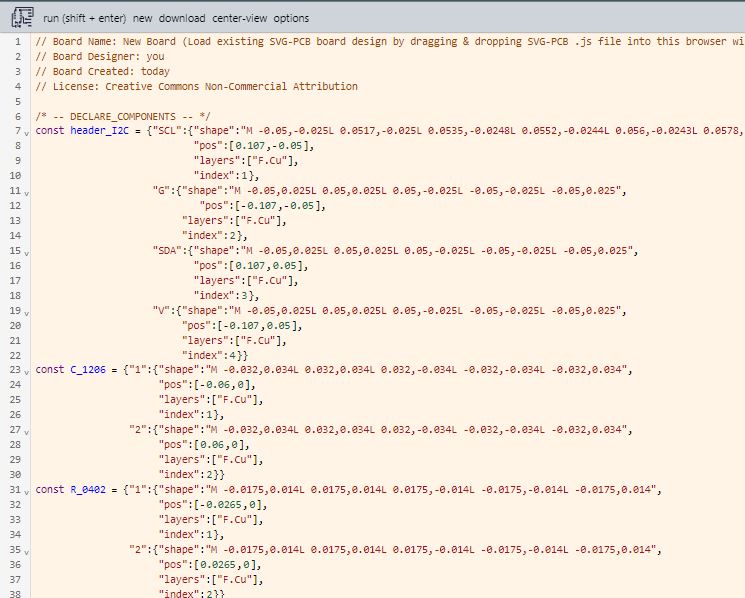 run (shift + enter) new download center-view options
1 // Board Name: New Board (Load existing SVG-PCB board design by dragging & dropping SVG-PCB .js file into this browser wi
2 // Board Designer: you
3 // Board Created: today
4 // License: Creative Commons Non-Commercial Attribution
5
6 /* -- DECLARE_COMPONENTS -- */
7 const header_I2C = {"SCL":{"shape":"M -0.05,-0.025L 0.0517,-0.025L 0.0535,-0.0248L 0.0552,-0.0244L 0.056,-0.0243L 0.0578,
8 "pos":[0.107,-0.05],
9 "layers":["F.Cu"],
10 "index":1},
11 "G":{"shape":"M -0.05,0.025L 0.05,0.025L 0.05,-0.025L -0.05,-0.025L -0.05,0.025",
12 "pos":[-0.107,-0.05],
13 "layers":["F.Cu"],
14 "index":2},
15 "SDA":{"shape":"M -0.05,0.025L 0.05,0.025L 0.05,-0.025L -0.05,-0.025L -0.05,0.025",
16 "pos":[0.107,0.05],
17 "layers":["F.Cu"],
18 "index":3},
19 "V":{"shape":"M -0.05,0.025L 0.05,0.025L 0.05,-0.025L -0.05,-0.025L -0.05,0.025",
20 "pos":[-0.107,0.05],
21 "layers":["F.Cu"],
22 "index":4}}
23 const C_1206 = {"1":{"shape":"M -0.032,0.034L 0.032,0.034L 0.032,-0.034L -0.032,-0.034L -0.032,0.034",
24 "pos":[-0.06,0],
25 "layers":["F.Cu"],
26 "index":1},
27 "2":{"shape":"M -0.032,0.034L 0.032,0.034L 0.032,-0.034L -0.032,-0.034L -0.032,0.034",
28 "pos":[0.06,0],
29 "layers":["F.Cu"],
30 "index":2}}
31 const R_0402 = {"1":{"shape":"M -0.0175,0.014L 0.0175,0.014L 0.0175,-0.014L -0.0175,-0.014L -0.0175,0.014",
32 "pos":[-0.0265,0],
33 "layers":["F.Cu"],
34 "index":1},
35 "2":{"shape":"M -0.0175,0.014L 0.0175,0.014L 0.0175,-0.014L -0.0175,-0.014L -0.0175,0.014",
36 "pos":[0.0265,0],
37 "layers":["F.Cu"],
38 "index":2}}